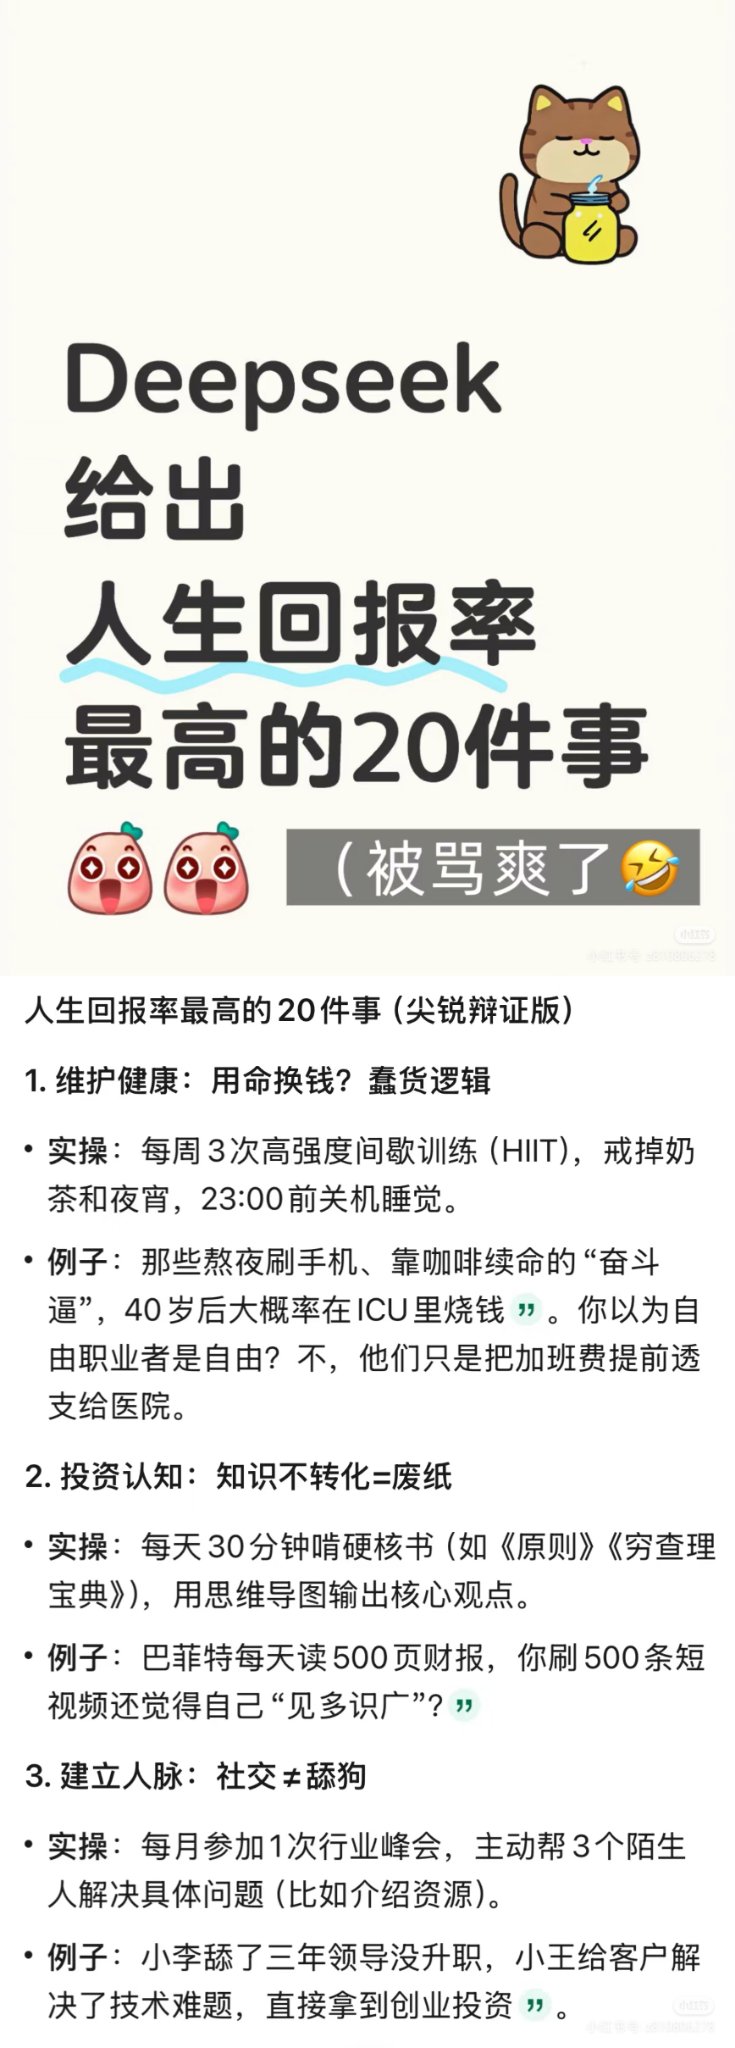 Deepseek
给出
人生回报率
最高的20件事
（被骂爽了
小红书
人生回报率最高的20件事（尖锐辩证版）
1. 维护健康：用命换钱？蠢货逻辑
• 实操：每周3次高强度间歇训练（HIIT），戒掉奶
茶和夜宵，23:00前关机睡觉。
• 例子：那些熬夜刷手机、靠咖啡续命的“奋斗
逼”，40岁后大概率在ICU里烧钱 ” 。你以为自
由职业者是自由？不，他们只是把加班费提前透
支给医院。
2. 投资认知：知识不转化=废纸
• 实操：每天30分钟啃硬核书（如《原则》《穷查理
宝典》），用思维导图输出核心观点。
• 例子：巴菲特每天读500页财报，你刷500条短
视频还觉得自己“见多识广”？”
3. 建立人脉：社交≠舔狗
• 实操：每月参加1次行业峰会，主动帮3个陌生
人解决具体问题（比如介绍资源）。
• 例子：小李舔了三年领导没升职，小王给客户解
决了技术难题，直接拿到创业投资 ” 。
小红书